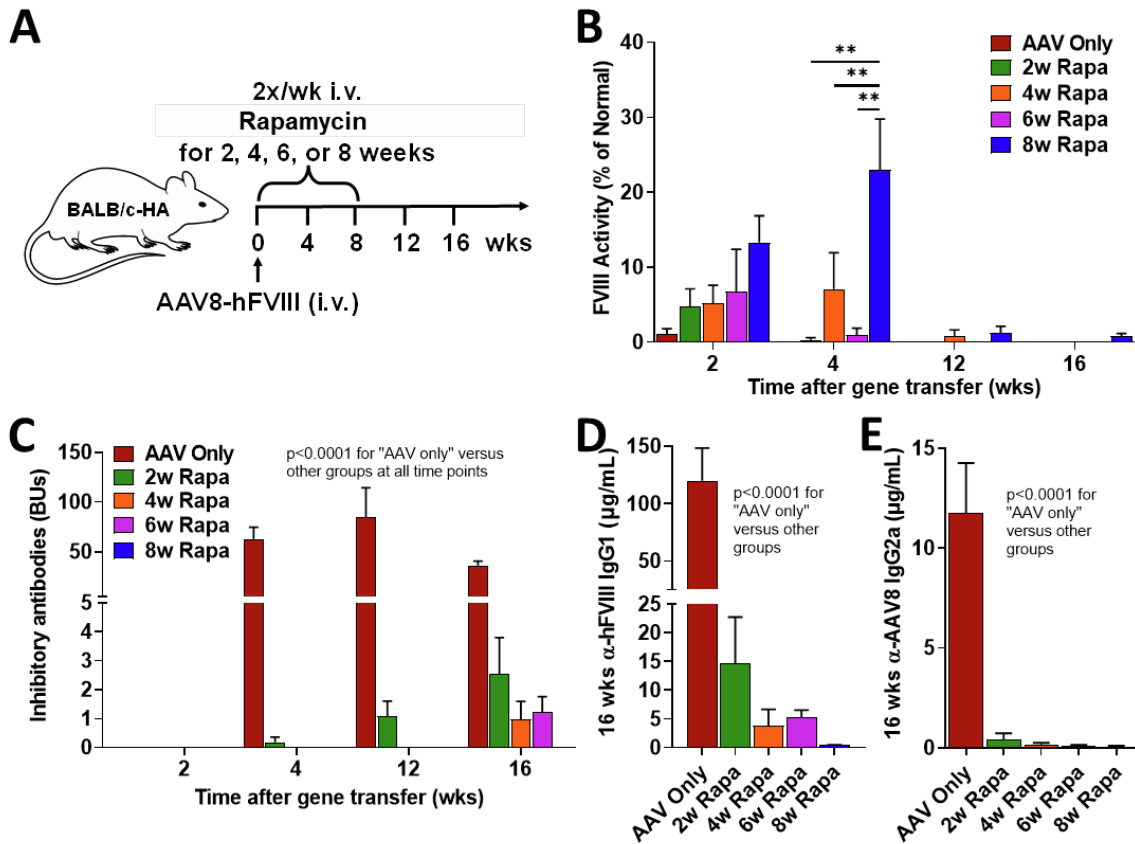 A
2x/wk i.v.
Rapamycin
for 2, 4, 6, or 8 weeks
BALB/c-HA
0 4 8 12 16 wks
AAV8-hFVIII (i.v.)
B
FVIII Activity (% of Normal)
40
30
20
10
0
**
**
**
AAV Only
2w Rapa
4w Rapa
6w Rapa
8w Rapa
2 4 12 16
Time after gene transfer (wks)
C
Inhibitory antibodies (BUs)
150
100
50
5
4
3
2
1
0
AAV Only
2w Rapa
4w Rapa
6w Rapa
8w Rapa
p<0.0001 for "AAV only" versus
other groups at all time points
2 4 12 16
Time after gene transfer (wks)
D
16 wks α-hFVIII IgG1 (µg/mL)
150
100
50
25
20
15
10
5
0
p<0.0001 for
"AAV only"
versus other
groups
AAV Only
2w Rapa
4w Rapa
6w Rapa
8w Rapa
E
16 wks α-AAV8 IgG2a (µg/mL)
15
10
5
0
p<0.0001 for
"AAV only"
versus other
groups
AAV Only
2w Rapa
4w Rapa
6w Rapa
8w Rapa